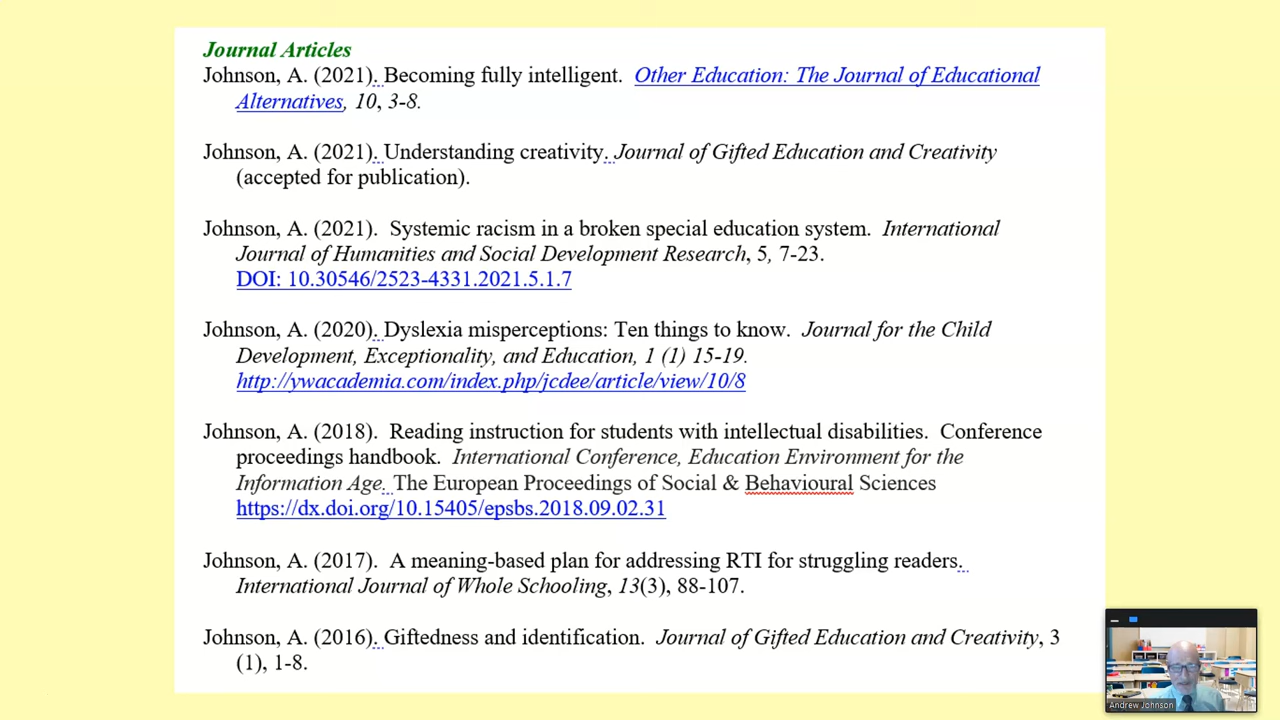 Journal Articles
Johnson, A. (2021). Becoming fully intelligent. Other Education: The Journal of Educational
Alternatives, 10, 3-8.
Johnson, A. (2021). Understanding creativity. Journal of Gifted Education and Creativity
(accepted for publication).
Johnson, A. (2021). Systemic racism in a broken special education system. International
Journal of Humanities and Social Development Research, 5, 7-23.
DOI: 10.30546/2523-4331.2021.5.1.7
Johnson, A. (2020). Dyslexia misperceptions: Ten things to know. Journal for the Child
Development, Exceptionality, and Education, 1 (1) 15-19.
http://ywacademia.com/index.php/jcdee/article/view/10/8
Johnson, A. (2018). Reading instruction for students with intellectual disabilities. Conference
proceedings handbook. International Conference, Education Environment for the
Information Age. The European Proceedings of Social & Behavioural Sciences
https://dx.doi.org/10.15405/epsbs.2018.09.02.31
Johnson, A. (2017). A meaning-based plan for addressing RTI for struggling readers.
International Journal of Whole Schooling, 13(3), 88-107.
Johnson, A. (2016). Giftedness and identification. Journal of Gifted Education and Creativity, 3
(1), 1-8.
Andrew Johnson